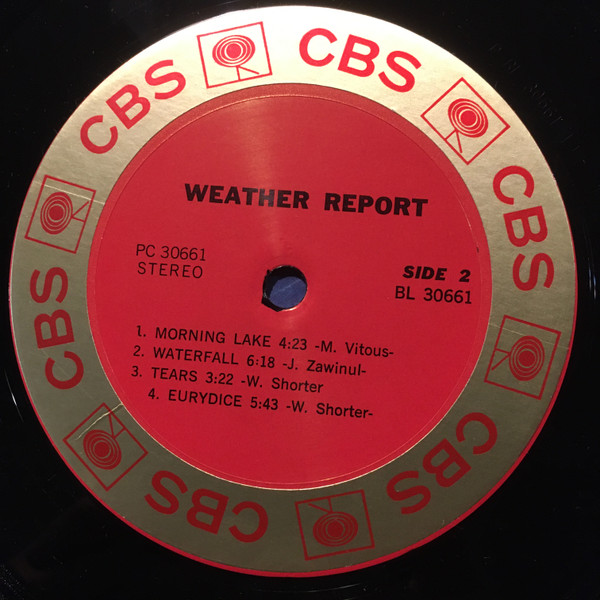 CBS
CBS
CBS
CBS
CBS
CBS
CBS
WEATHER REPORT
PC 30661
STEREO
SIDE 2
BL 30661
1. MORNING LAKE 4:23 -M. Vitous-
2. WATERFALL 6:18 -J. Zawinul-
3. TEARS 3:22 -W. Shorter
4. EURYDICE 5:43 -W. Shorter-